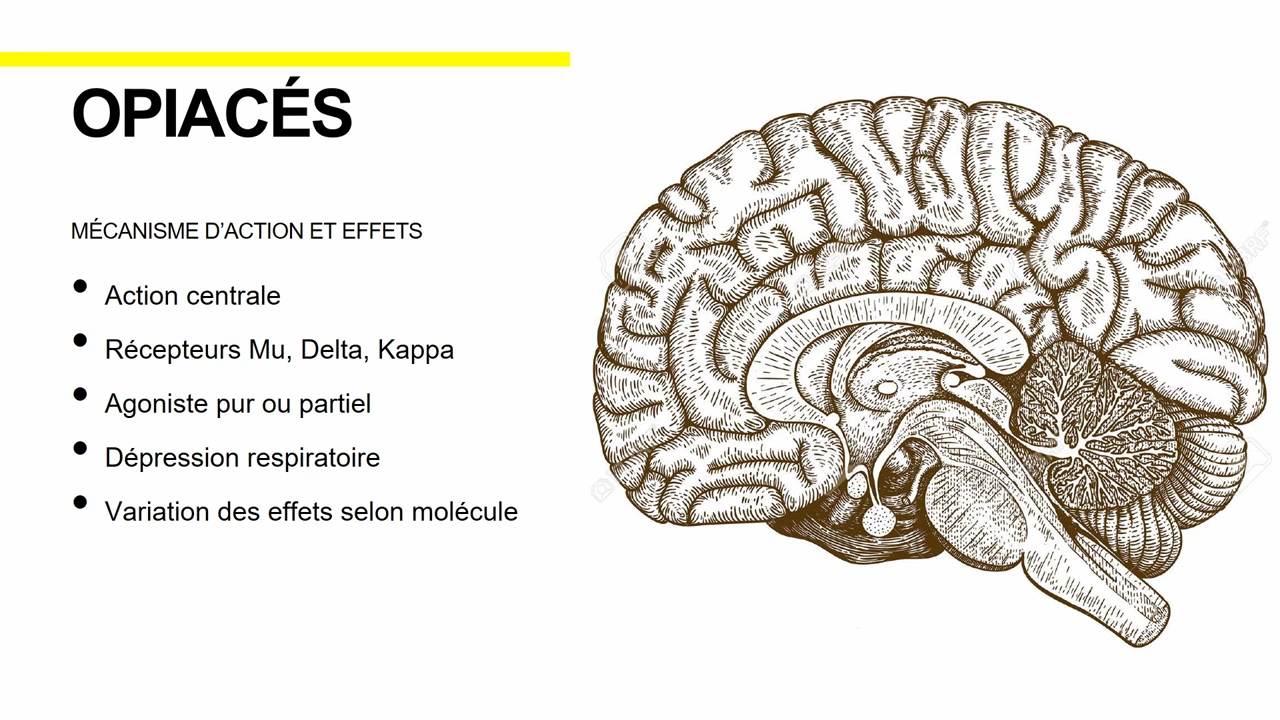 OPIACÉS
MÉCANISME D'ACTION ET EFFETS
• Action centrale
• Récepteurs Mu, Delta, Kappa
• Agoniste pur ou partiel
• Dépression respiratoire
• Variation des effets selon molécule